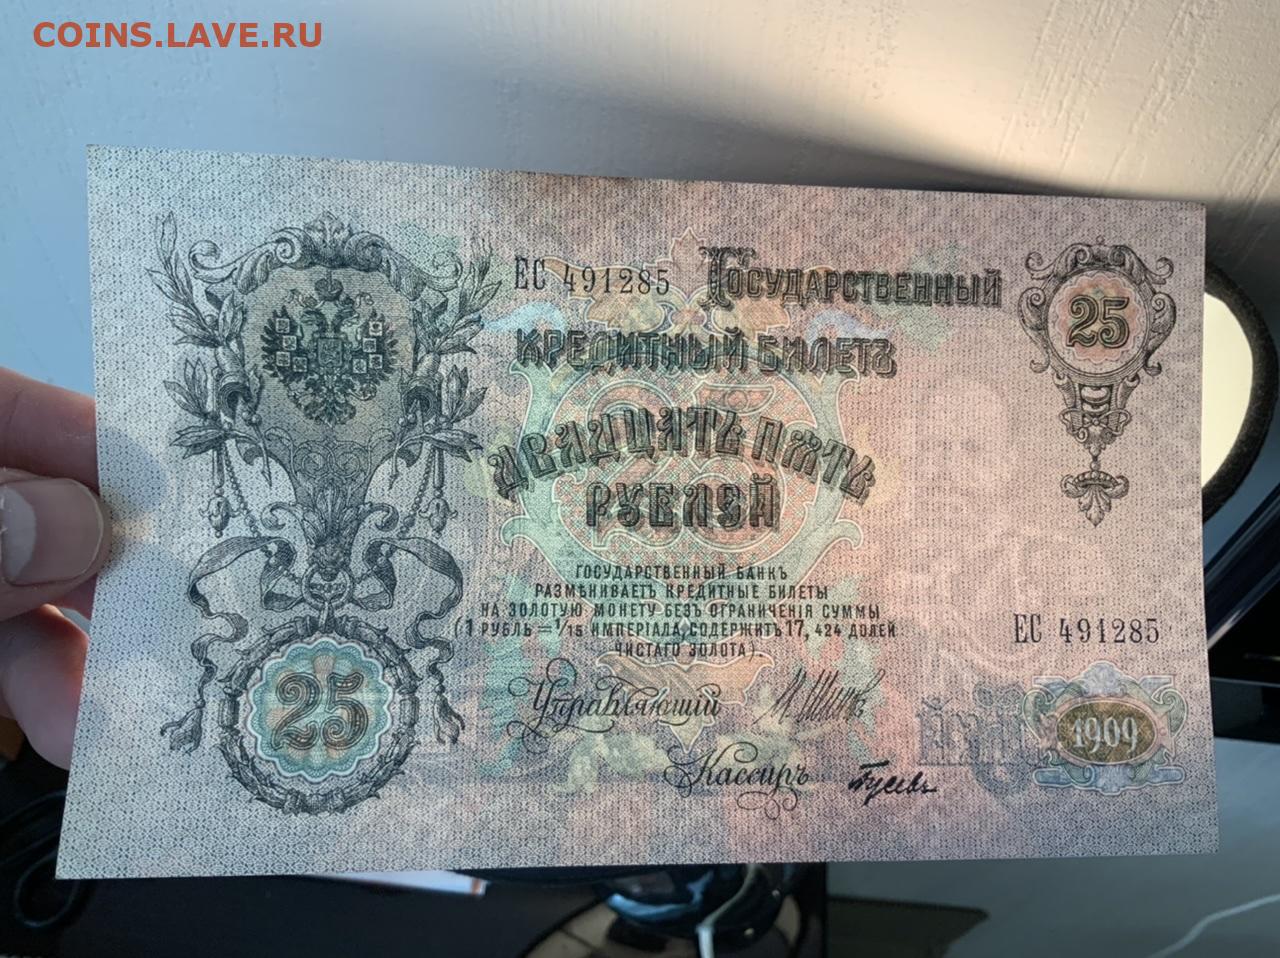 COINS.LAVE.RU
ЕС 491285
Государственный
25
кредитный билетъ
двадцать пять
рублей
ГОСУДАРСТВЕННЫЙ БАНКЪ
РАЗМѢНИВАЕТЪ КРЕДИТНЫЕ БИЛЕТЫ
НА ЗОЛОТУЮ МОНЕТУ БЕЗЪ ОГРАНИЧЕНІЯ СУММЫ
(1 РУБЛЬ = 1/15 ИМПЕРІАЛА, СОДЕРЖИТЪ 17, 424 ДОЛЕЙ
ЧИСТАГО ЗОЛОТА).
ЕС 491285
25
Управляющій
1909
Кассиръ
Гусевъ